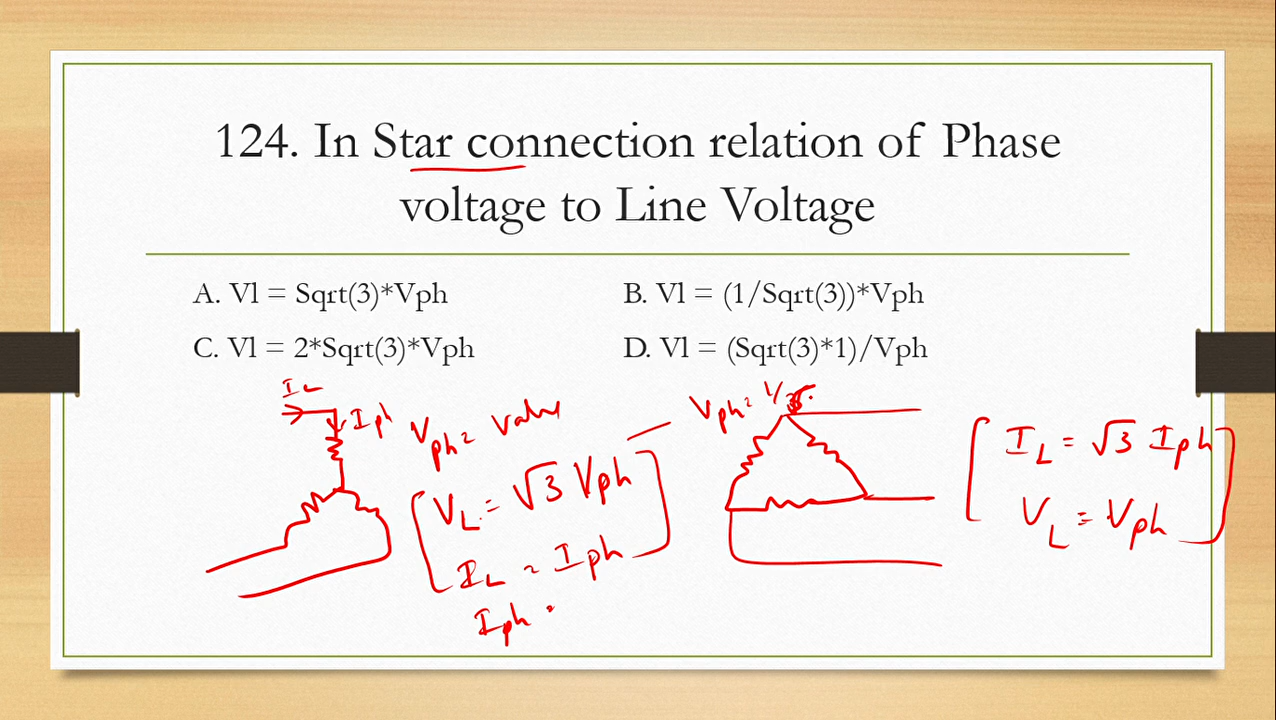 124. In Star connection relation of Phase
voltage to Line Voltage
A. Vl = Sqrt(3)*Vph
B. Vl = (1/Sqrt(3))*Vph
C. Vl = 2*Sqrt(3)*Vph
D. Vl = (Sqrt(3)*1)/Vph
IL
Iph
Vph = value
VL = √3 Vph
IL = Iph
Iph =
Vph =
IL = √3 Iph
VL = Vph